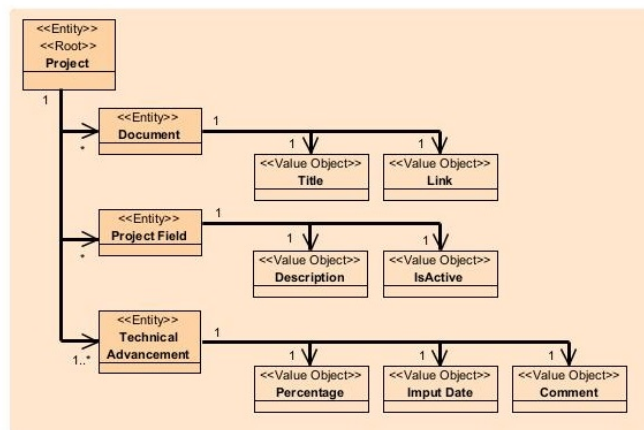 <<Entity>>
<<Root>>
Project
1
<<Entity>>
Document
1
*
1
1
<<Value Object>>
Title
<<Value Object>>
Link
<<Entity>>
Project Field
1
*
1
1
<<Value Object>>
Description
<<Value Object>>
IsActive
<<Entity>>
Technical
Advancement
1
1..*
1
1
1
<<Value Object>>
Percentage
<<Value Object>>
Imput Date
<<Value Object>>
Comment